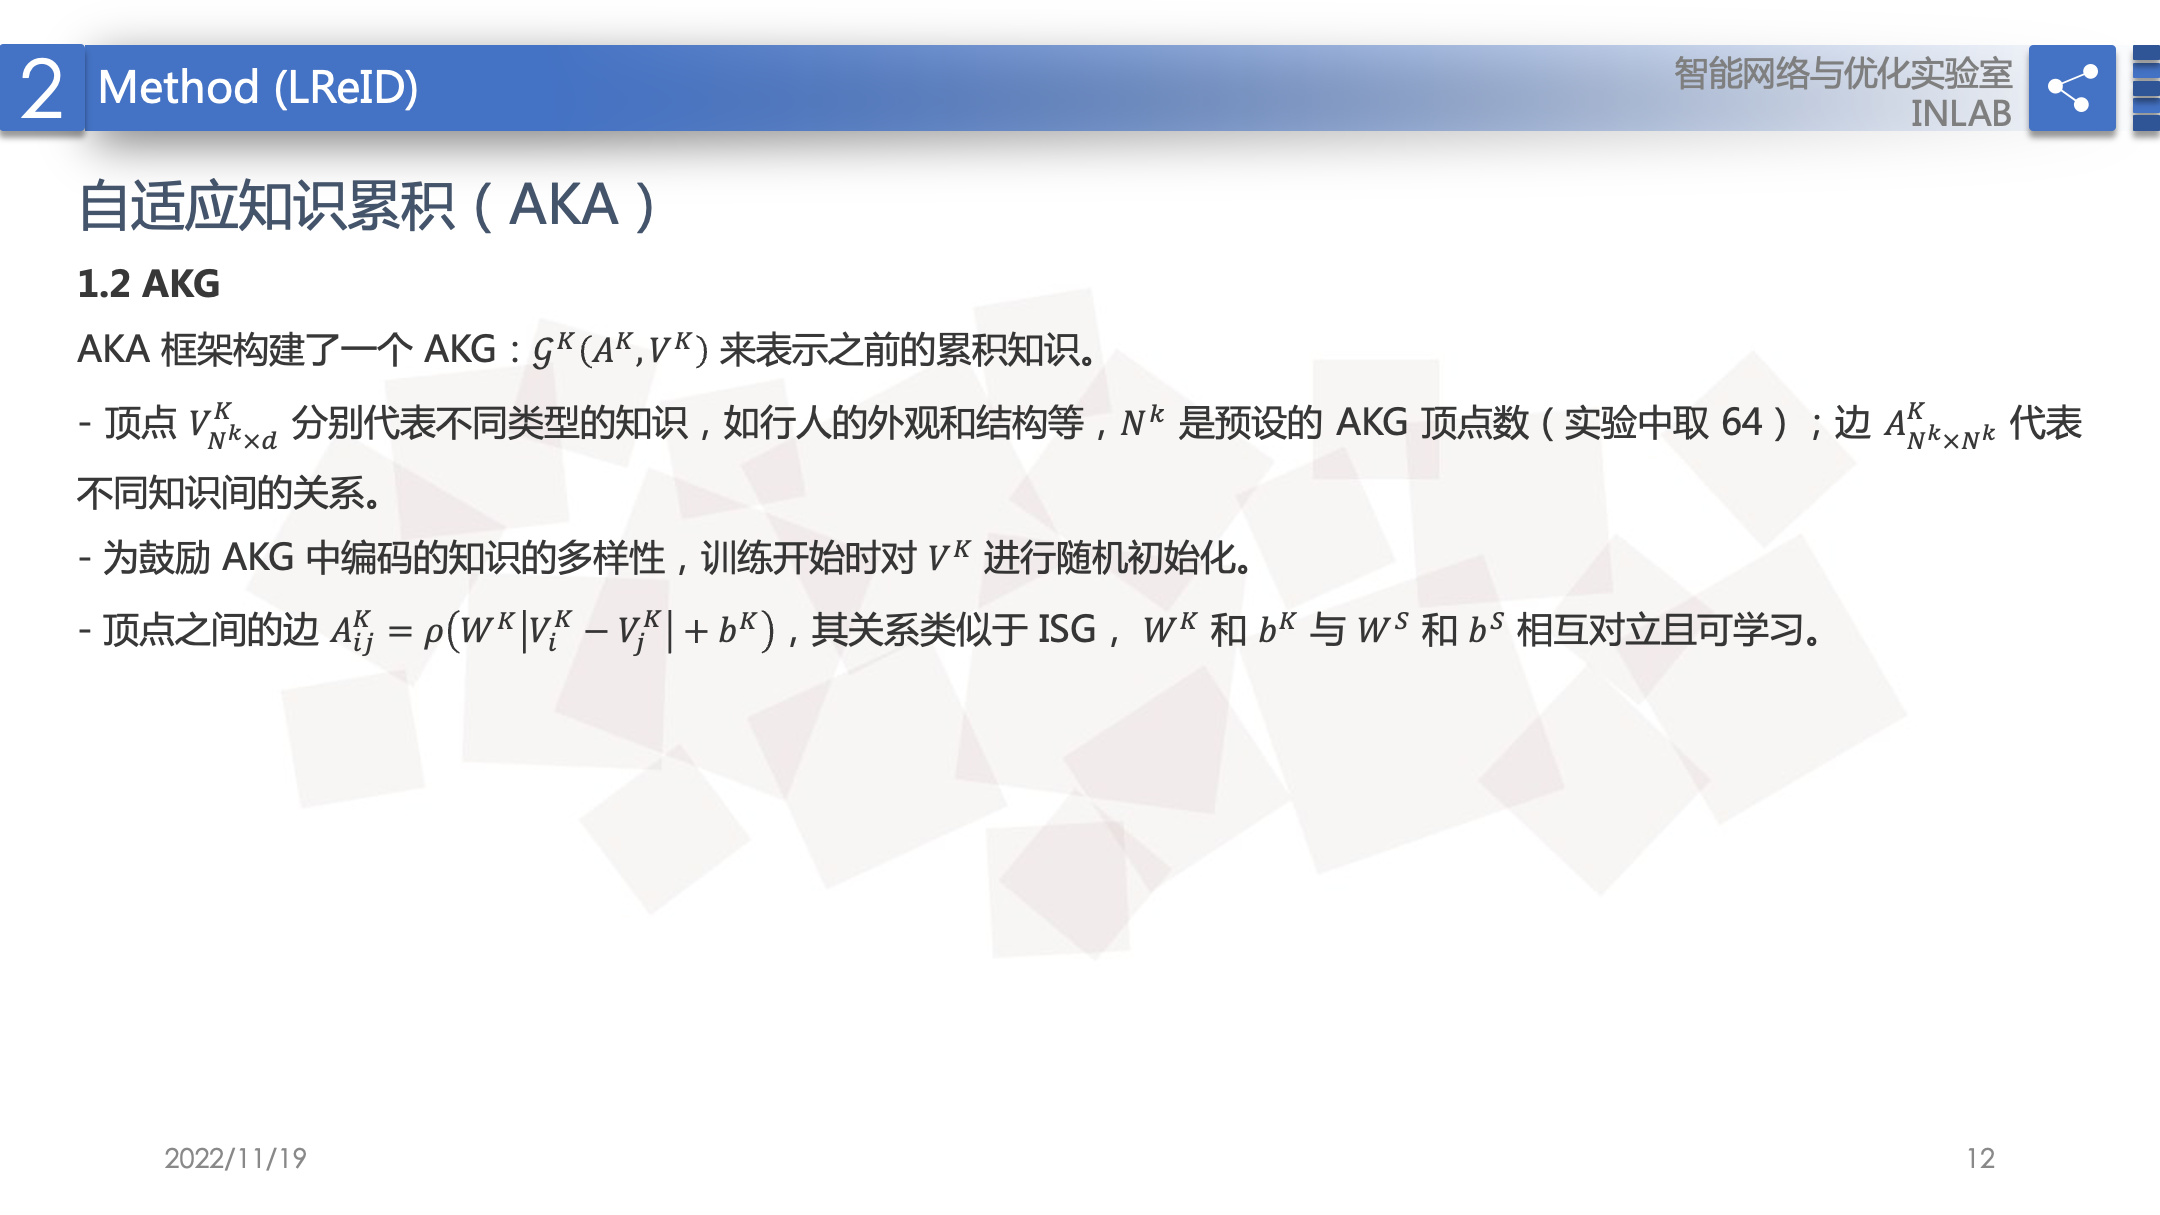 2
Method (LReID)
智能网络与优化实验室
INLAB
自适应知识累积（AKA）
1.2 AKG
AKA 框架构建了一个 AKG：𝒢^K(A^K, V^K) 来表示之前的累积知识。
- 顶点 V^K_{N^k×d} 分别代表不同类型的知识，如行人的外观和结构等，N^k 是预设的 AKG 顶点数（实验中取 64）；边 A^K_{N^k×N^k} 代表
不同知识间的关系。
- 为鼓励 AKG 中编码的知识的多样性，训练开始时对 V^K 进行随机初始化。
- 顶点之间的边 A^K_{ij} = ρ(W^K|V^K_i − V^K_j| + b^K)，其关系类似于 ISG， W^K 和 b^K 与 W^S 和 b^S 相互对立且可学习。
2022/11/19
12